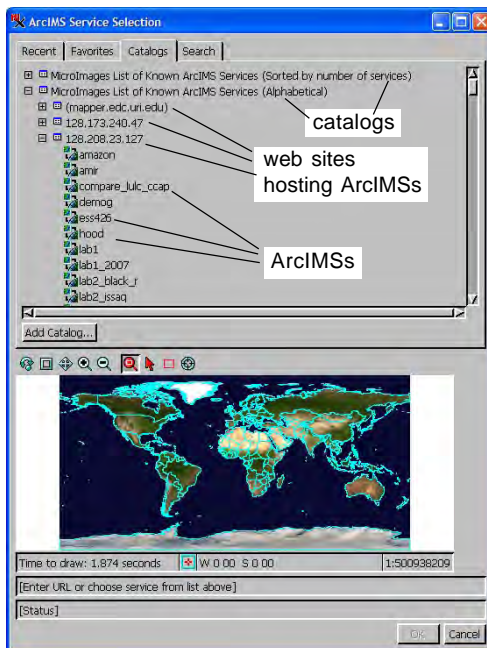 ArcIMS Service Selection
Recent Favorites Catalogs Search
MicroImages List of Known ArcIMS Services (Sorted by number of services)
MicroImages List of Known ArcIMS Services (Alphabetical)
(mapper.edc.uri.edu)
catalogs
128.173.240.47
128.208.23.127
web sites
hosting ArcIMSs
amazon
amir
compare_lulc_ccap
demog
ess426
hood
ArcIMSs
lab1
lab1_2007
lab2_black_r
lab2_issaq
Add Catalog...
Time to draw: 1.874 seconds W 0 00 S 0 00 1:500938209
[Enter URL or choose service from list above]
[Status]
OK Cancel